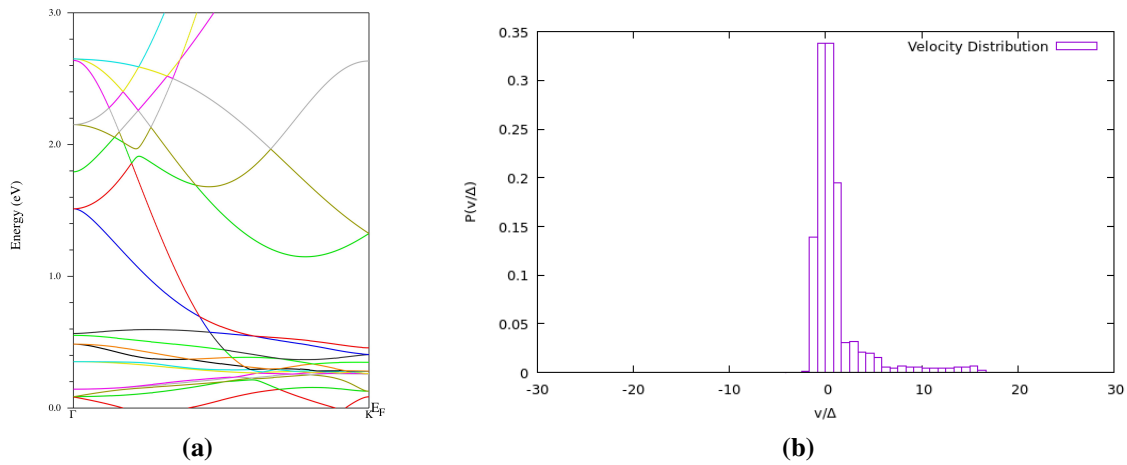 3.0
2.0
1.0
0.0
Energy (eV)
Γ
K
E_F
(a)
Velocity Distribution
0.35
0.3
0.25
0.2
0.15
0.1
0.05
0
P(v/Δ)
-30
-20
-10
0
10
20
30
v/Δ
(b)